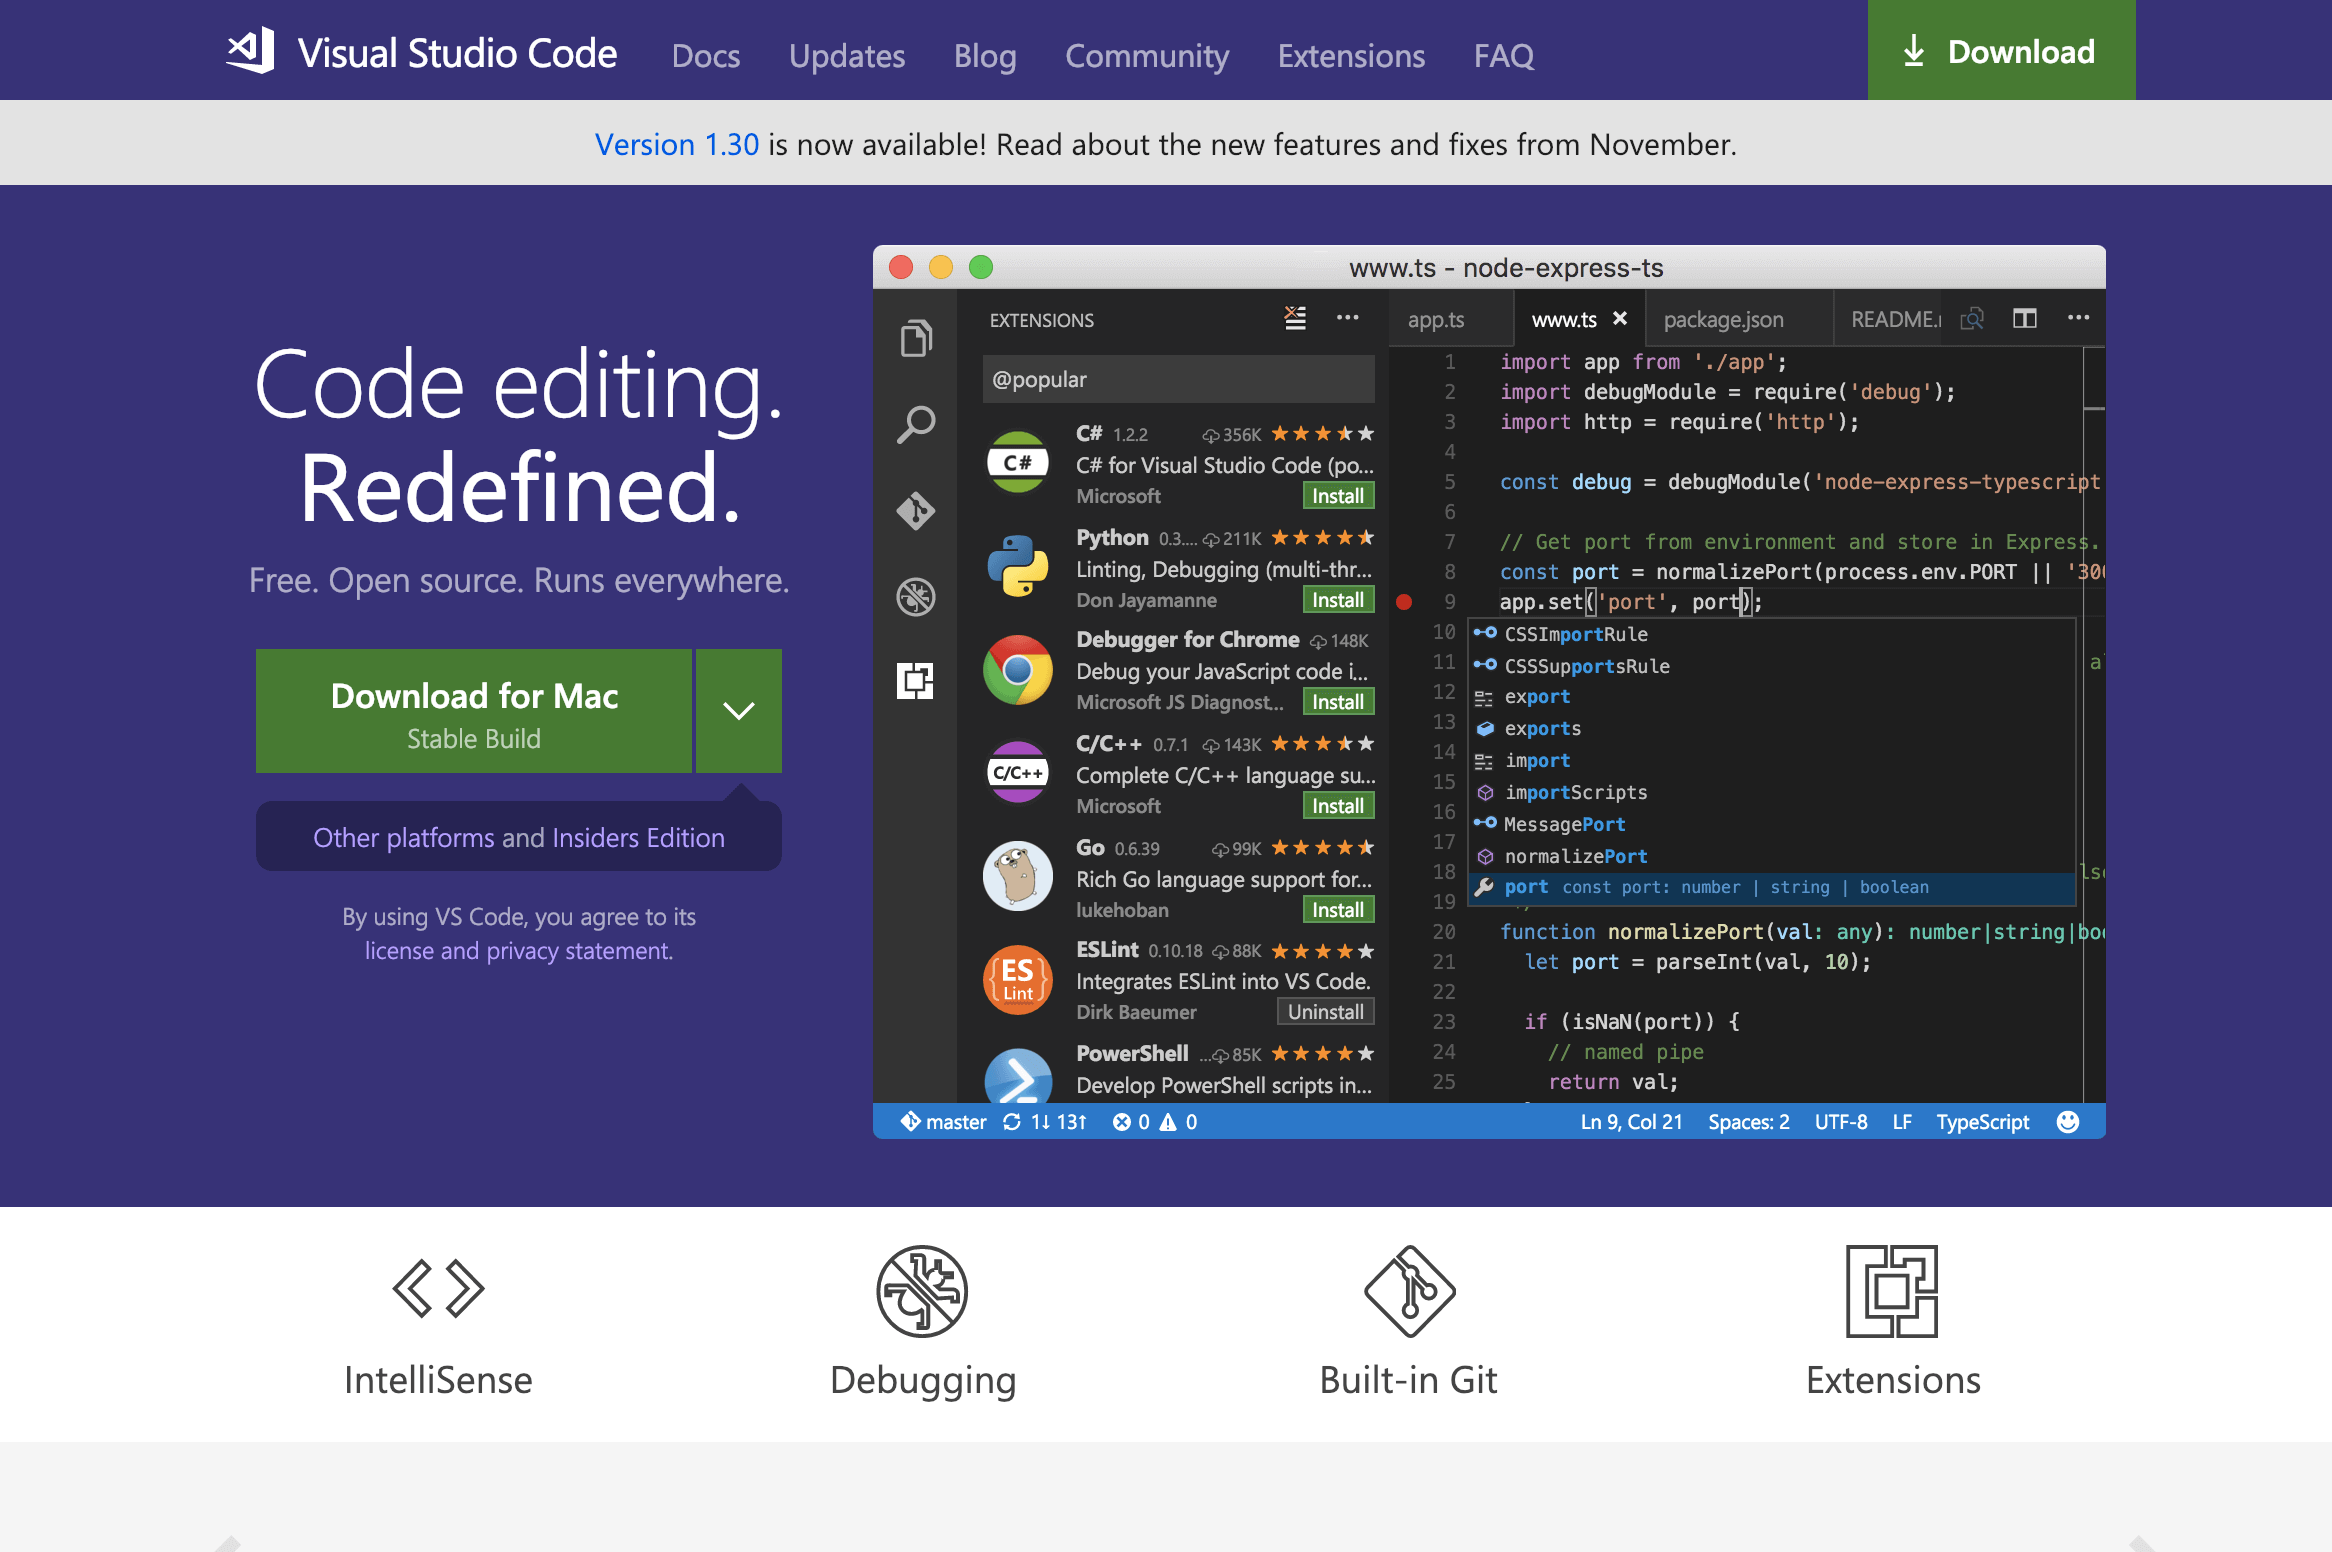 Visual Studio Code Docs Updates Blog Community Extensions FAQ Download
Version 1.30 is now available! Read about the new features and fixes from November.
Code editing.
Redefined.
Free. Open source. Runs everywhere.
Download for Mac
Stable Build
Other platforms and Insiders Edition
By using VS Code, you agree to its
license and privacy statement.
www.ts - node-express-ts
EXTENSIONS
@popular
C# 1.2.2 356K
C#
C# for Visual Studio Code (po...
Microsoft Install
Python 0.3.... 211K
Linting, Debugging (multi-thr...
Don Jayamanne Install
Debugger for Chrome 148K
Debug your JavaScript code i...
Microsoft JS Diagnost... Install
C/C++ 0.7.1 143K
C/C++
Complete C/C++ language su...
Microsoft Install
Go 0.6.39 99K
Rich Go language support for...
lukehoban Install
ESLint 0.10.18 88K
{ES}
Lint
Integrates ESLint into VS Code.
Dirk Baeumer Uninstall
PowerShell ... 85K
Develop PowerShell scripts in...
app.ts www.ts × package.json README.
1 import app from './app';
2 import debugModule = require('debug');
3 import http = require('http');
4
5 const debug = debugModule('node-express-typescript
6
7 // Get port from environment and store in Express.
8 const port = normalizePort(process.env.PORT || '300
9 app.set('port', port);
10 CSSImportRule
11 CSSSupportsRule
12 export
13 exports
14 import
15 importScripts
16 MessagePort
17 normalizePort
18 port const port: number | string | boolean
19
20 function normalizePort(val: any): number|string|boo
21 let port = parseInt(val, 10);
22
23 if (isNaN(port)) {
24 // named pipe
25 return val;
master 1↓ 13↑ 0 0 Ln 9, Col 21 Spaces: 2 UTF-8 LF TypeScript
IntelliSense Debugging Built-in Git Extensions